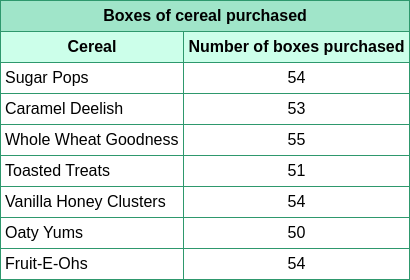 Boxes of cereal purchased
Cereal Number of boxes purchased
Sugar Pops 54
Caramel Deelish 53
Whole Wheat Goodness 55
Toasted Treats 51
Vanilla Honey Clusters 54
Oaty Yums 50
Fruit-E-Ohs 54